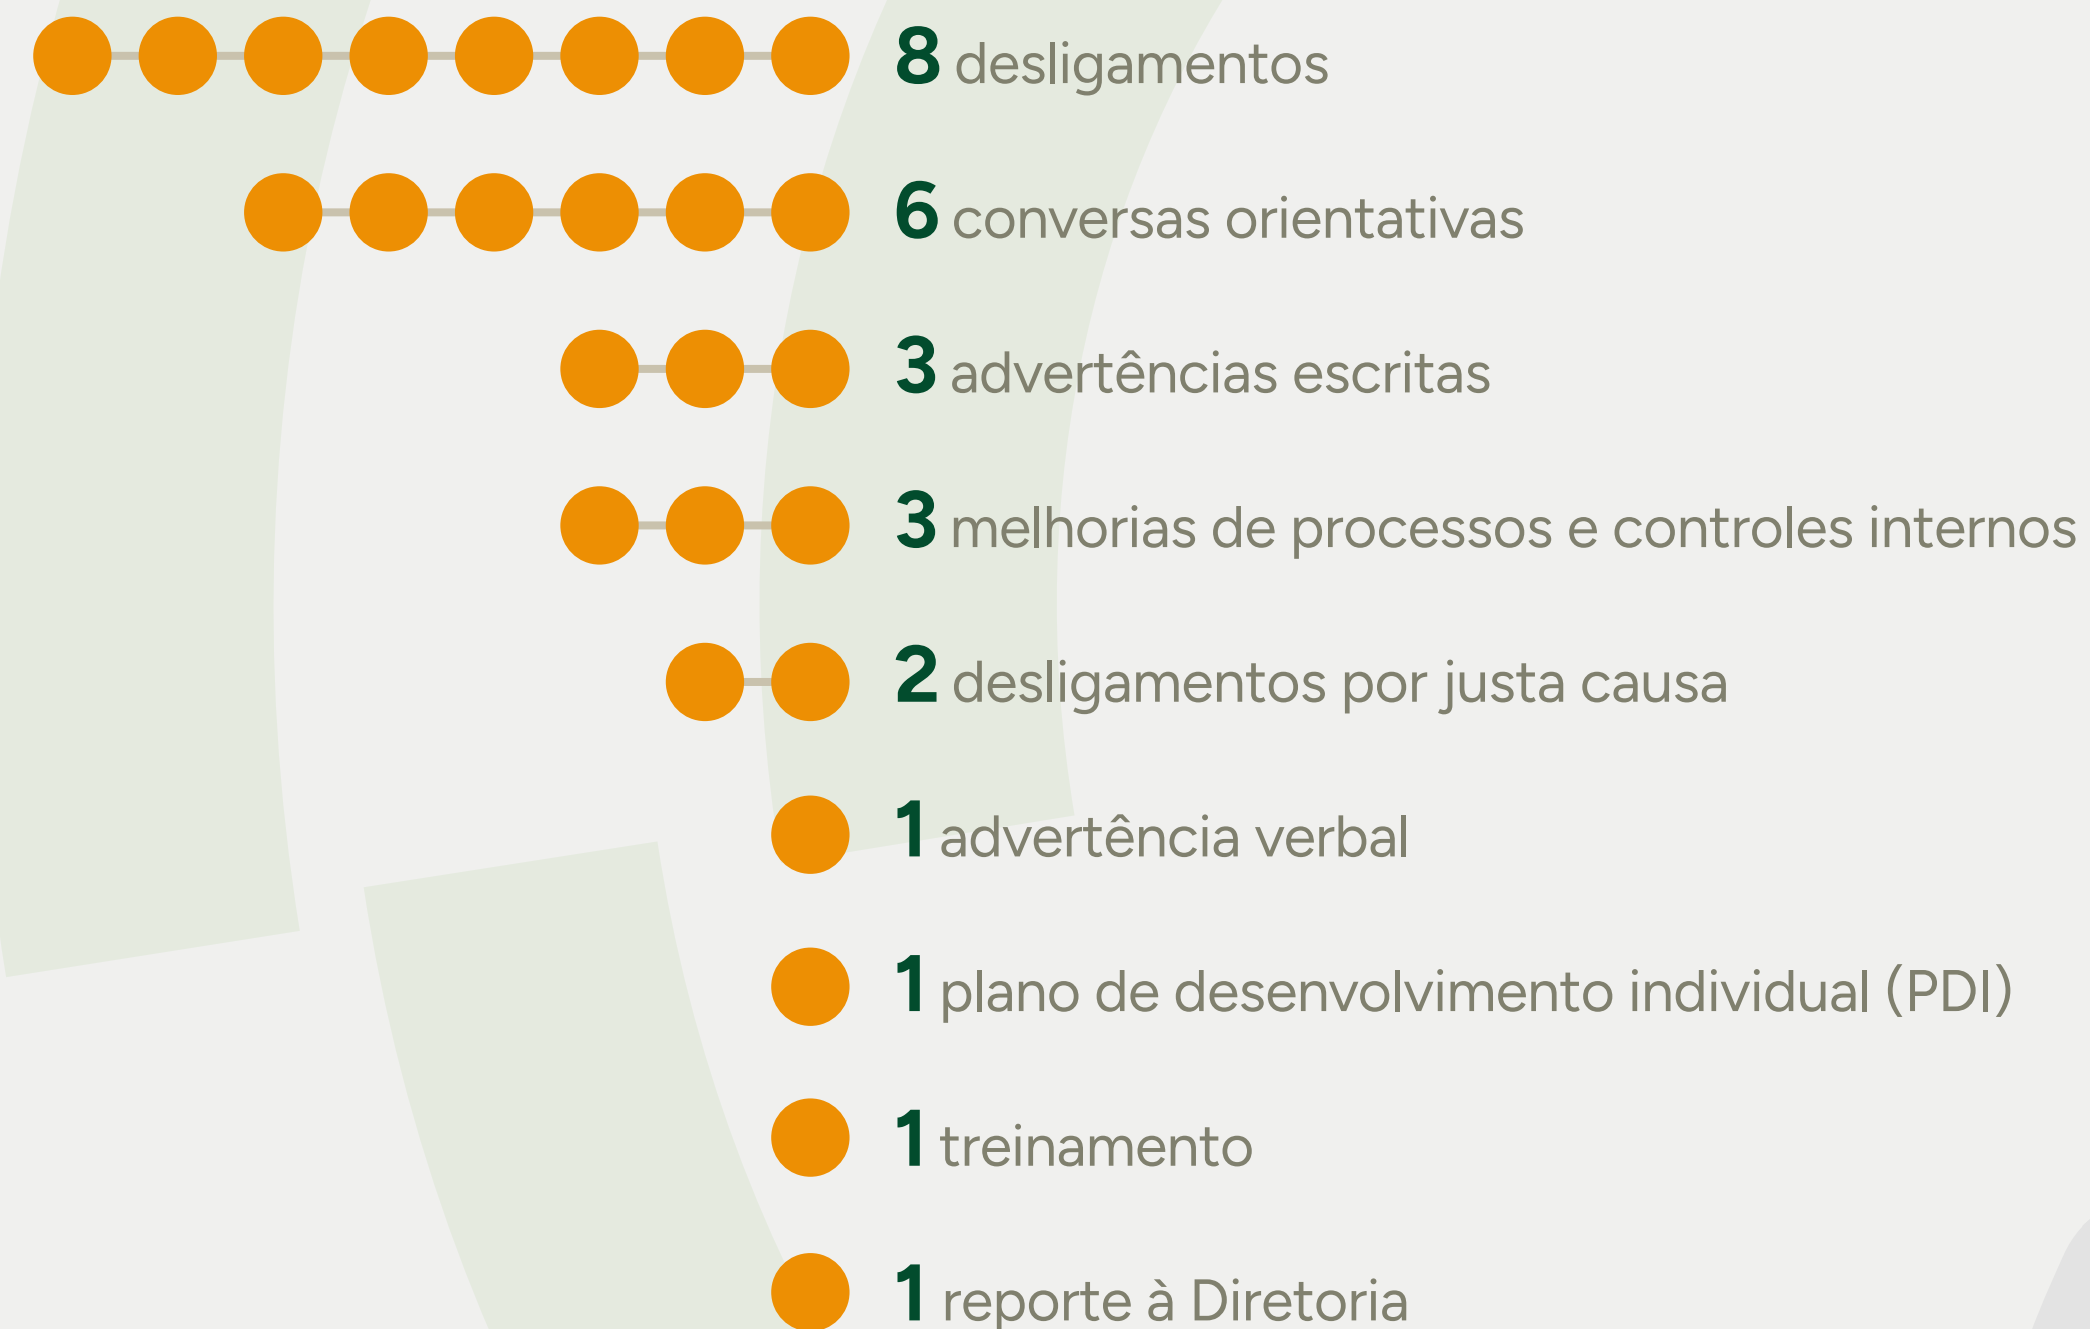 8 desligamentos
6 conversas orientativas
3 advertências escritas
3 melhorias de processos e controles internos
2 desligamentos por justa causa
1 advertência verbal
1 plano de desenvolvimento individual (PDI)
1 treinamento
1 reporte à Diretoria